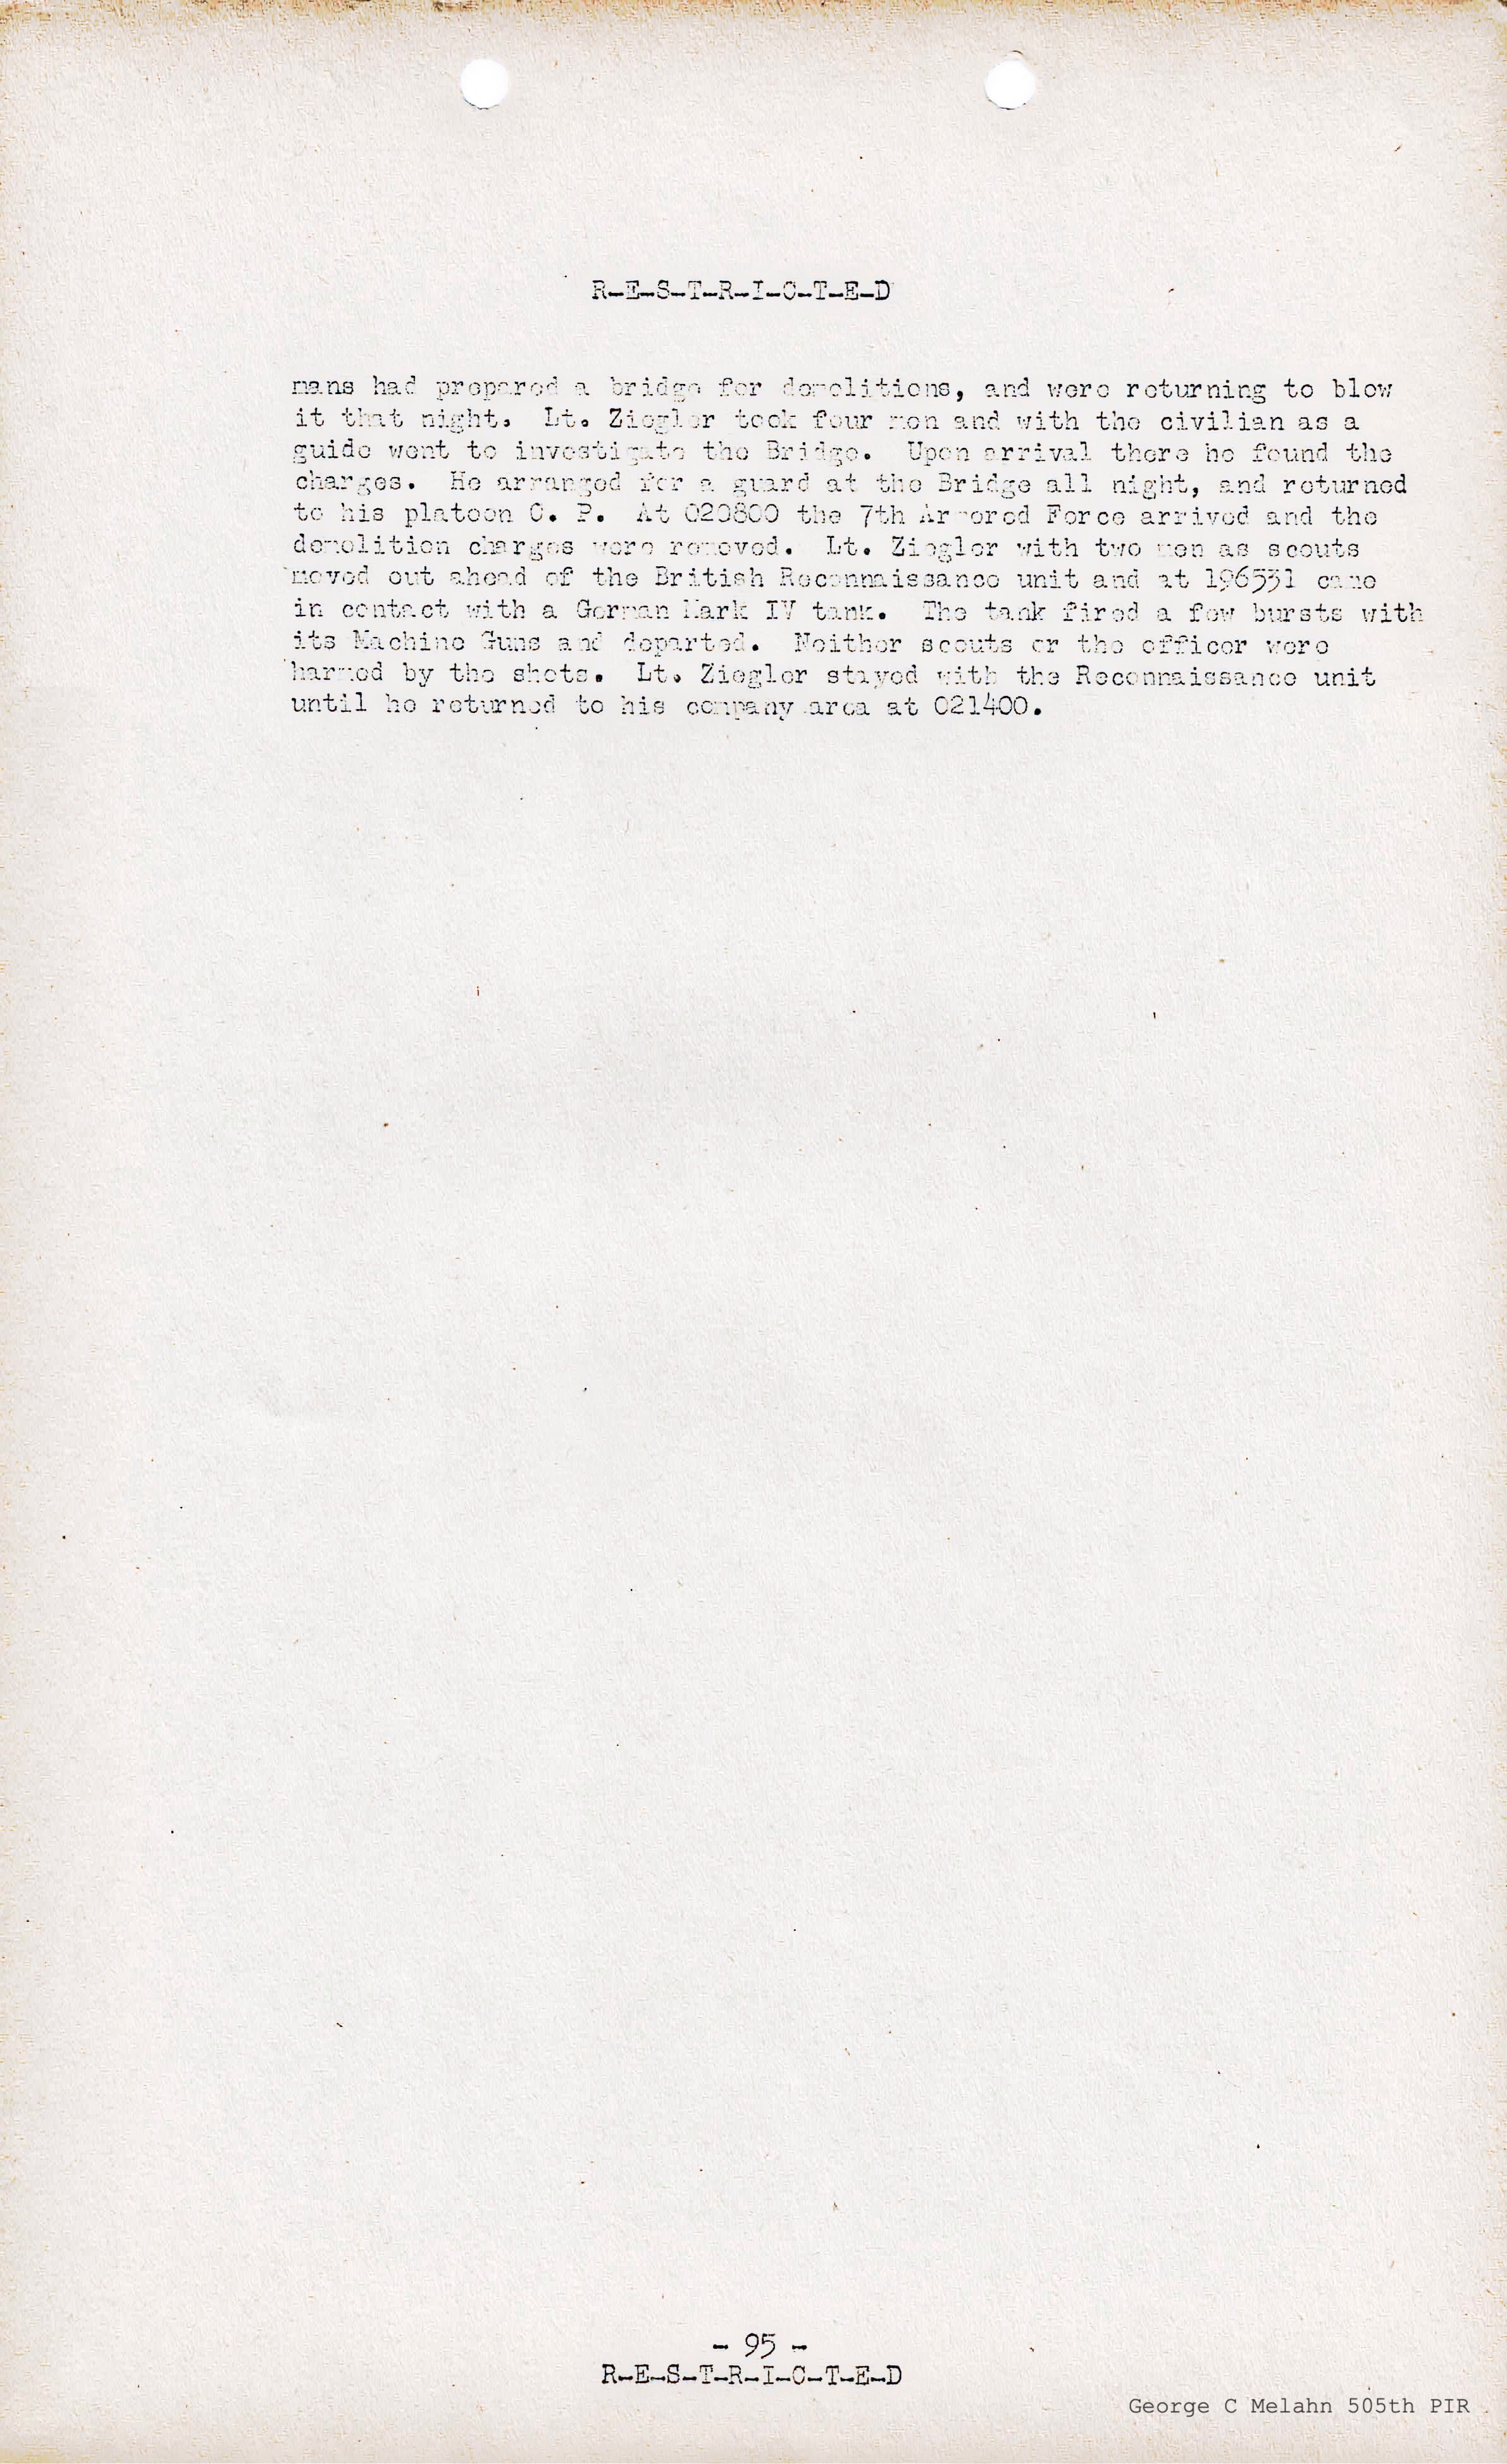 R-E-S-T-R-I-C-T-E-D
mans had prepared a bridge for demolitions, and were returning to blow
it that night. Lt. Ziegler took four men and with the civilian as a
guide went to investigate the Bridge. Upon arrival there he found the
charges. He arranged for a guard at the Bridge all night, and returned
to his platoon C. P. At 020800 the 7th Armored Force arrived and the
demolition charges were removed. Lt. Ziegler with two men as scouts
moved out ahead of the British Reconnaissance unit and at 196531 came
in contact with a German Mark IV tank. The tank fired a few bursts with
its Machine Guns and departed. Neither scouts or the officer were
harmed by the shots. Lt. Ziegler stayed with the Reconnaissance unit
until he returned to his company area at 021400.
- 95 -
R-E-S-T-R-I-C-T-E-D
George C Melahn 505th PIR